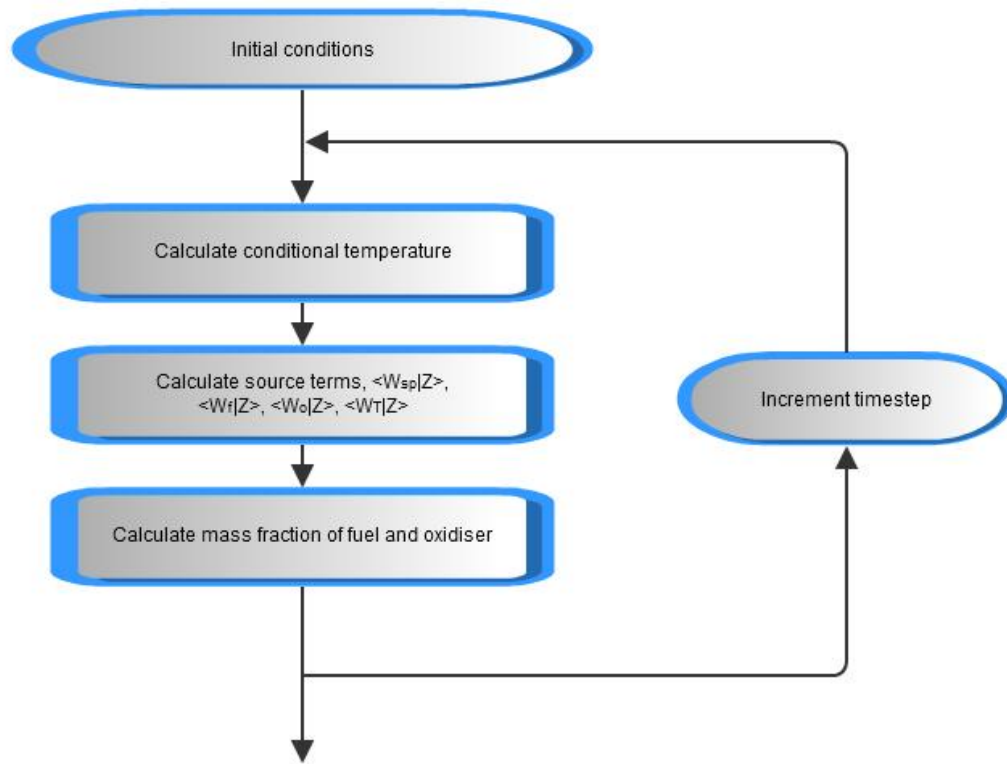 Initial conditions
Calculate conditional temperature
Calculate source terms, <Wsp|Z>,
<Wf|Z>, <Wo|Z>, <WT|Z>
Increment timestep
Calculate mass fraction of fuel and oxidiser